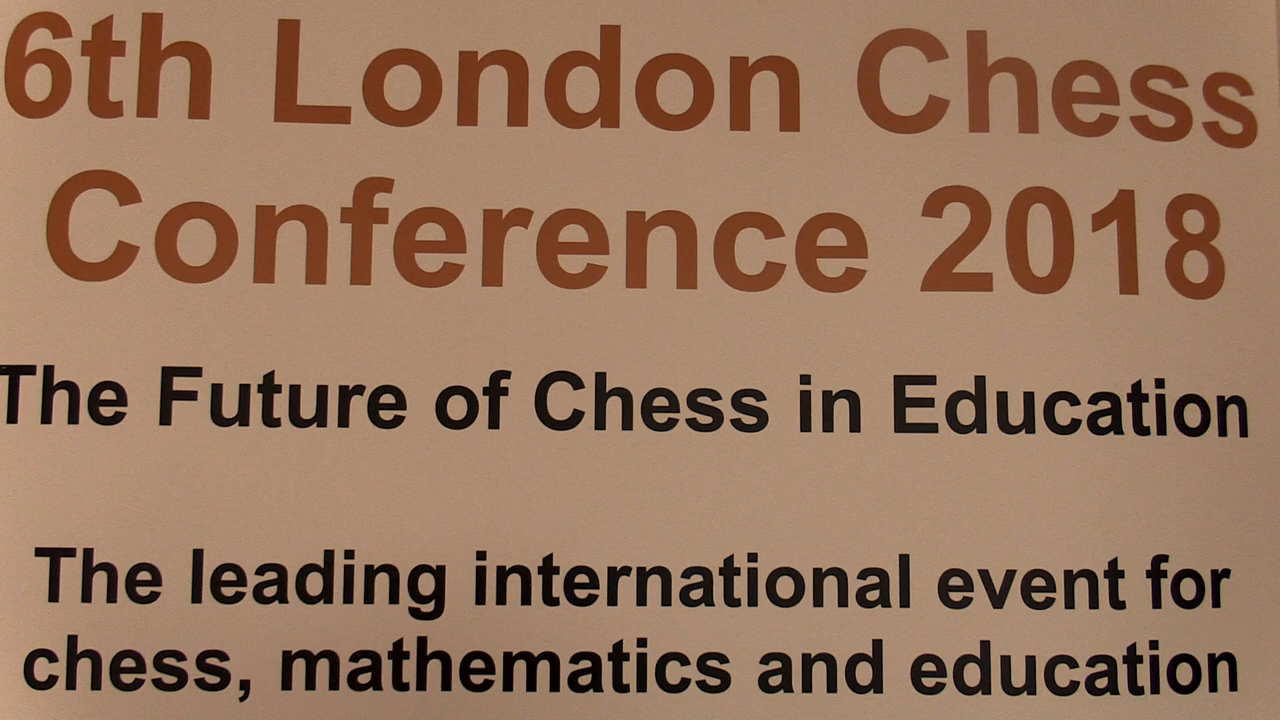 6th London Chess
Conference 2018
The Future of Chess in Education
The leading international event for
chess, mathematics and education